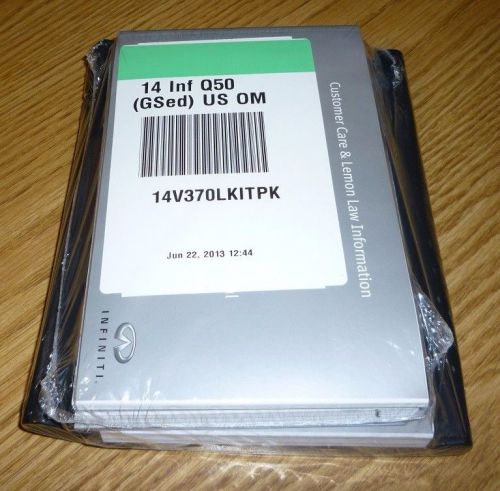 14 Inf Q50
(GSed) US OM
14V370LKITPK
Jun 22, 2013 12:44
Customer Care & Lemon Law Information
INFINITI